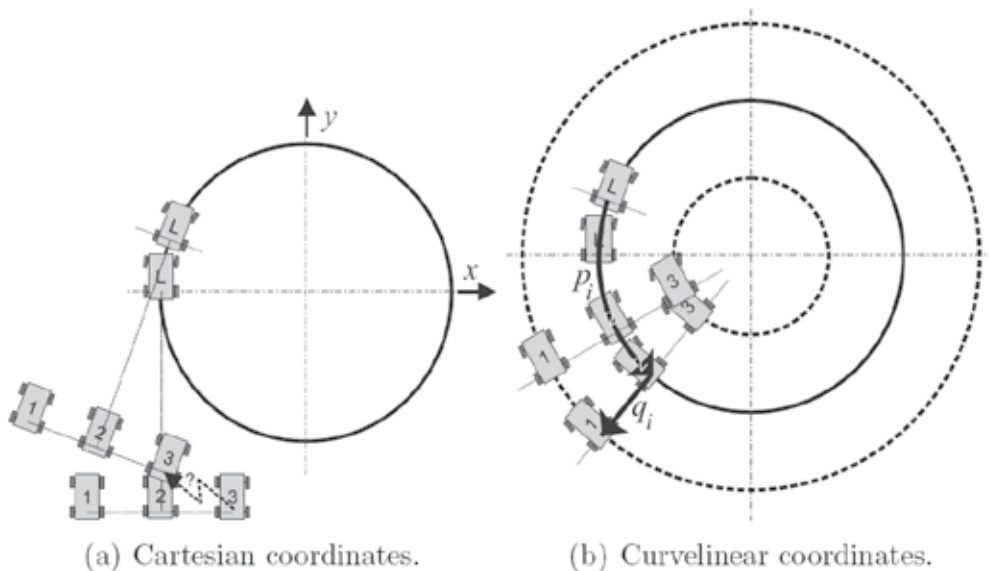 y
x
L
L
1
2
3
?
1
2
3
(a) Cartesian coordinates.
L
L
p_i
3
3
1
q_i
1
(b) Curvelinear coordinates.